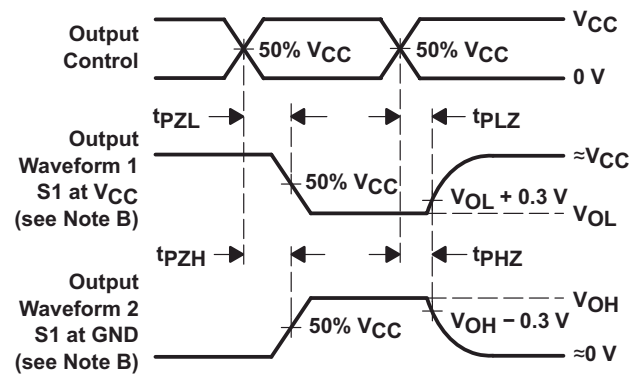 Output
Control
50% VCC
50% VCC
VCC
0 V
tPZL
tPLZ
Output
Waveform 1
S1 at VCC
(see Note B)
50% VCC
≈VCC
VOL + 0.3 V
VOL
tPZH
tPHZ
Output
Waveform 2
S1 at GND
(see Note B)
50% VCC
VOH
VOH − 0.3 V
≈0 V